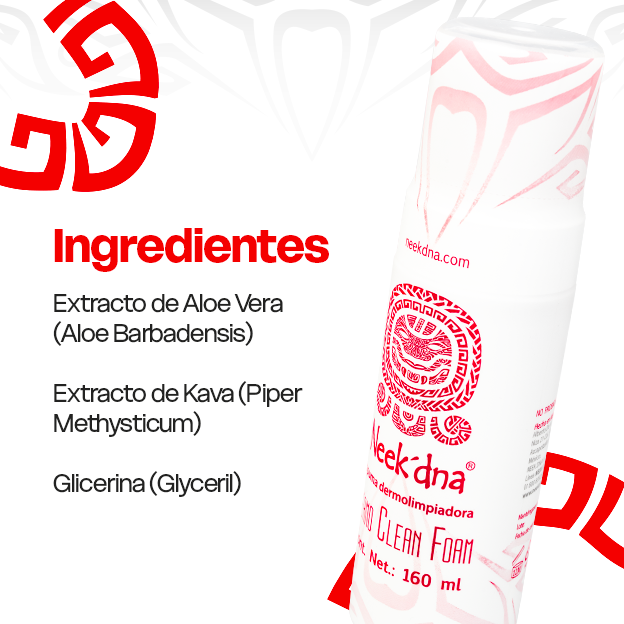 Ingredientes
Extracto de Aloe Vera
(Aloe Barbadensis)
Extracto de Kava (Piper
Methysticum)
Glicerina (Glyceril)
neekdna.com
Neek´dna®
dermolimpiadora
Clean Foam
Net.: 160 ml